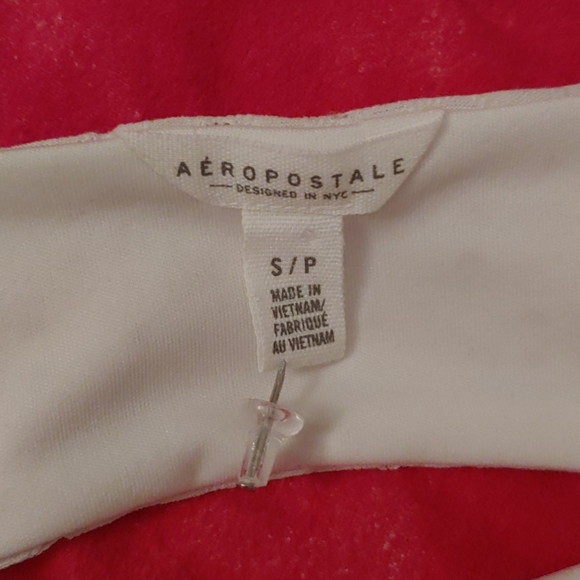 AÉROPOSTALE
DESIGNED IN NYC
S/P
MADE IN
VIETNAM/
FABRIQUÉ
AU VIETNAM